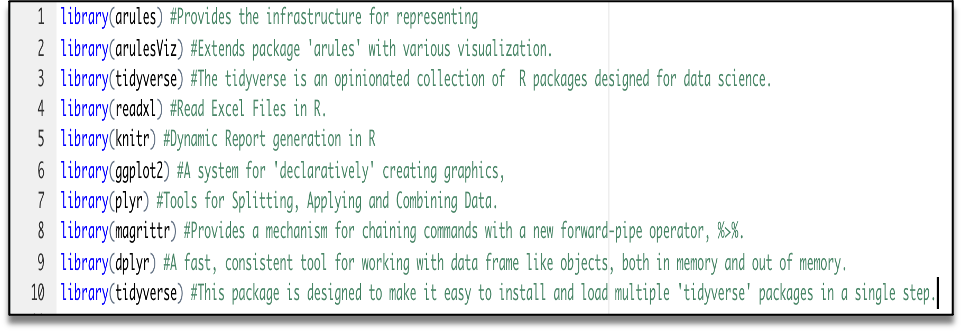 1 library(arules) #Provides the infrastructure for representing
2 library(arulesViz) #Extends package 'arules' with various visualization.
3 library(tidyverse) #The tidyverse is an opinionated collection of  R packages designed for data science.
4 library(readxl) #Read Excel Files in R.
5 library(knitr) #Dynamic Report generation in R
6 library(ggplot2) #A system for 'declaratively' creating graphics,
7 library(plyr) #Tools for Splitting, Applying and Combining Data.
8 library(magrittr) #Provides a mechanism for chaining commands with a new forward-pipe operator, %>%.
9 library(dplyr) #A fast, consistent tool for working with data frame like objects, both in memory and out of memory.
10 library(tidyverse) #This package is designed to make it easy to install and load multiple 'tidyverse' packages in a single step.